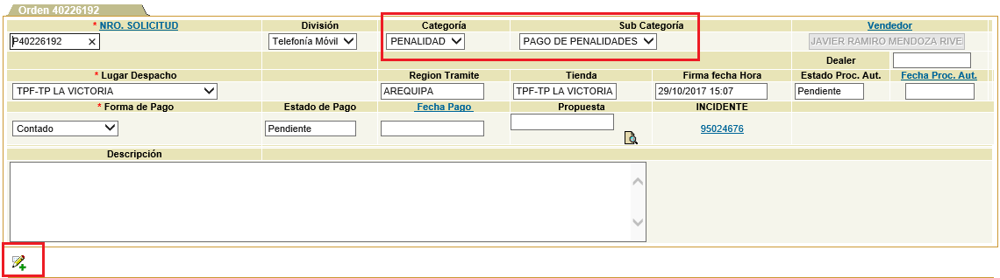 Orden 40226192
* NRO. SOLICITUD División Categoría Sub Categoría Vendedor
P40226192 × Telefonía Móvil PENALIDAD PAGO DE PENALIDADES JAVIER RAMIRO MENDOZA RIVE
Dealer
* Lugar Despacho Region Tramite Tienda Firma fecha Hora Estado Proc. Aut. Fecha Proc. Aut.
TPF-TP LA VICTORIA AREQUIPA TPF-TP LA VICTORIA 29/10/2017 15:07 Pendiente
* Forma de Pago Estado de Pago Fecha Pago Propuesta INCIDENTE
Contado Pendiente 95024676
Descripción